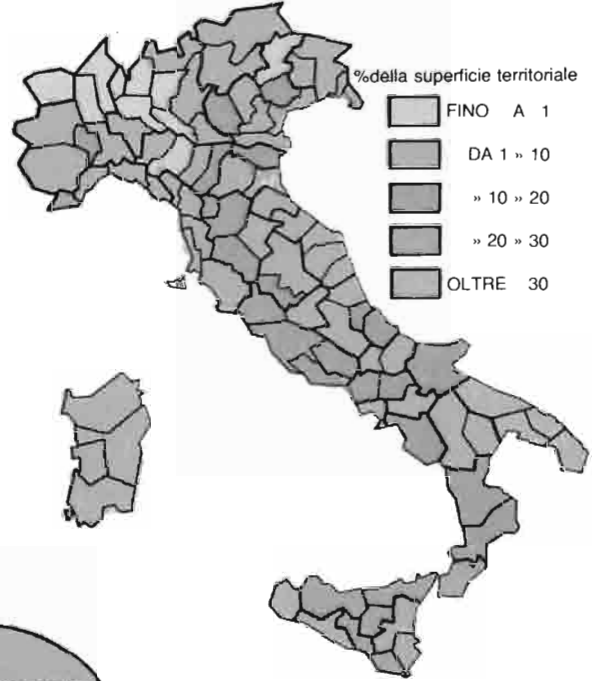 %della superficie territoriale
FINO A 1
DA 1 » 10
» 10 » 20
» 20 » 30
OLTRE 30